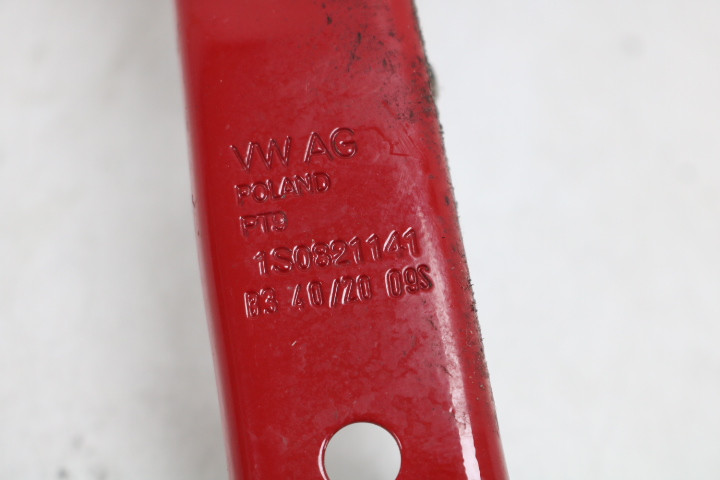 VW AG
POLAND
PTB
1S0821141
B3 40/20 09S